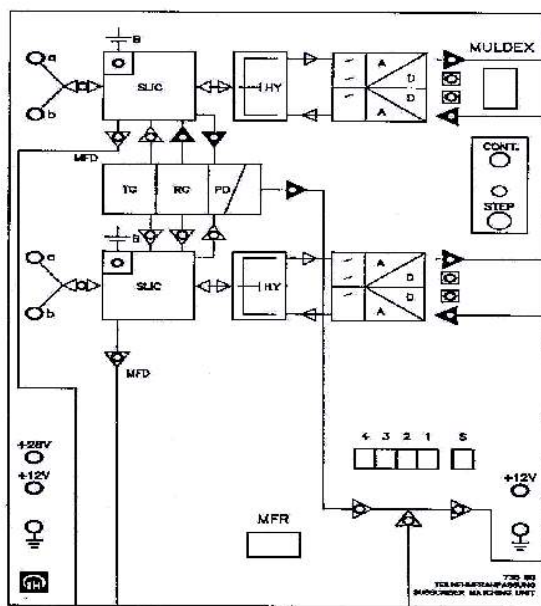 a
B
SLIC
HY
A
D
D
A
MULDEX
b
CONT.
STEP
MFD
TG
RG
PD
a
B
SLIC
HY
A
D
D
A
b
MFD
4 3 2 1 S
+28V
+12V
+12V
MFR
TEILNEHMERANPASSUNG
SUBSCRIBER MATCHING UNIT